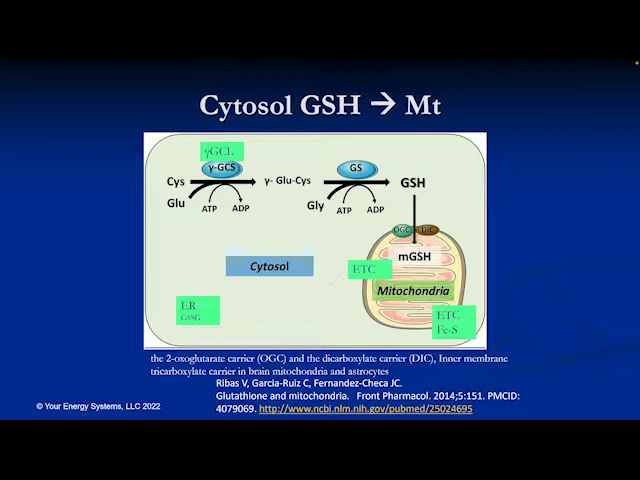 Cytosol GSH → Mt
γGCL
γ-GCS
GS
Cys
γ- Glu-Cys
GSH
Glu
ATP
ADP
Gly
ATP
ADP
OGC
DIC
mGSH
Cytosol
ETC
Mitochondria
ER
GSSG
ETC
Fe-S
the 2-oxoglutarate carrier (OGC) and the dicarboxylate carrier (DIC), Inner membrane
tricarboxylate carrier in brain mitochondria and astrocytes
Ribas V, García-Ruiz C, Fernandez-Checa JC.
Glutathione and mitochondria. Front Pharmacol. 2014;5:151. PMCID:
4079069. http://www.ncbi.nlm.nih.gov/pubmed/25024695
© Your Energy Systems, LLC 2022